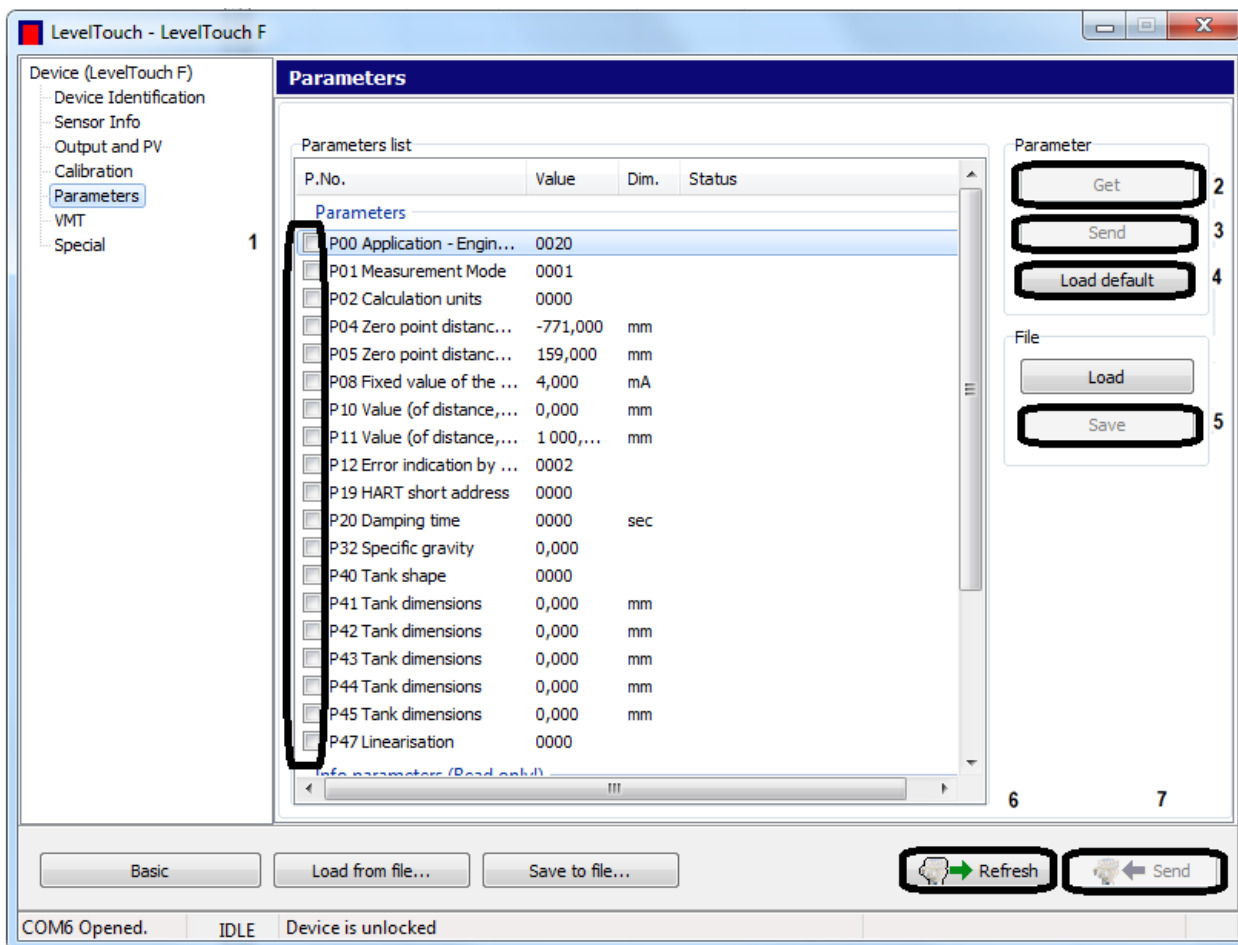 LevelTouch - LevelTouch F
Device (LevelTouch F)
Device Identification
Sensor Info
Output and PV
Calibration
Parameters
VMT
Special
1
Parameters
Parameters list
P.No. Value Dim. Status
Parameters
P00 Application - Engin... 0020
P01 Measurement Mode 0001
P02 Calculation units 0000
P04 Zero point distanc... -771,000 mm
P05 Zero point distanc... 159,000 mm
P08 Fixed value of the ... 4,000 mA
P10 Value (of distance,... 0,000 mm
P11 Value (of distance,... 1 000,... mm
P12 Error indication by ... 0002
P19 HART short address 0000
P20 Damping time 0000 sec
P32 Specific gravity 0,000
P40 Tank shape 0000
P41 Tank dimensions 0,000 mm
P42 Tank dimensions 0,000 mm
P43 Tank dimensions 0,000 mm
P44 Tank dimensions 0,000 mm
P45 Tank dimensions 0,000 mm
P47 Linearisation 0000
Info parameters (Read only!)
Parameter
Get 2
Send 3
Load default 4
File
Load
Save 5
6 7
Basic Load from file... Save to file... Refresh Send
COM6 Opened. IDLE Device is unlocked